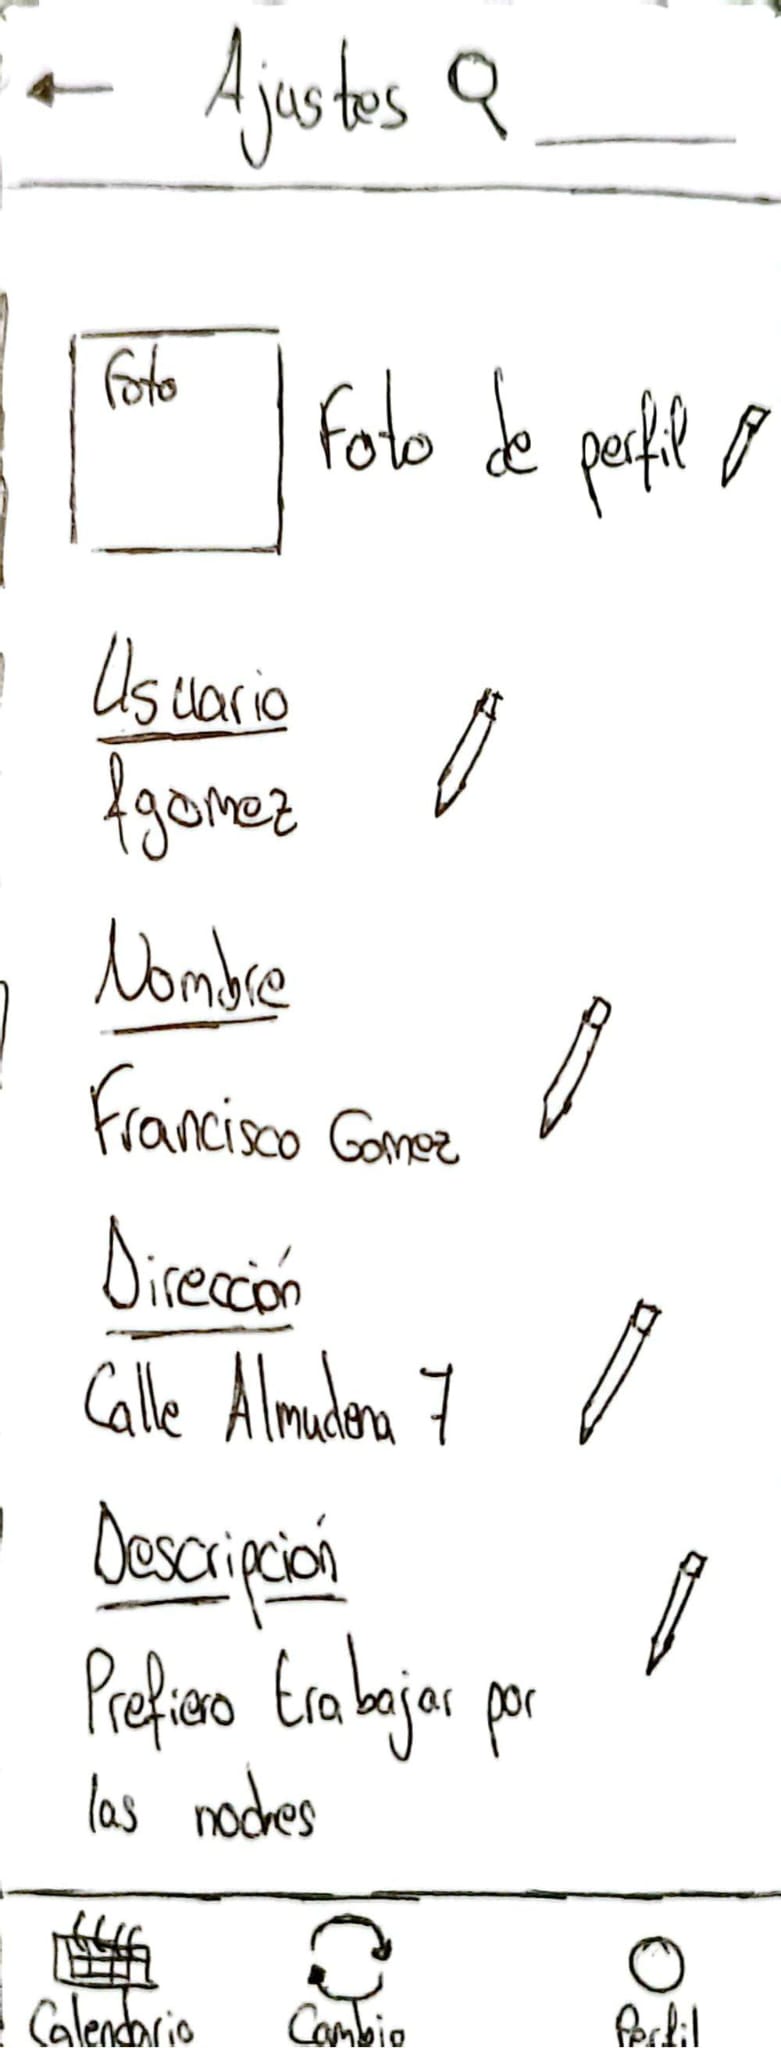 Ajustes
Foto
Foto de perfil
Usuario
fgomez
Nombre
Francisco Gomez
Dirección
Calle Almudena 7
Descripción
Prefiero trabajar por
las noches
Calendario
Cambio
Perfil